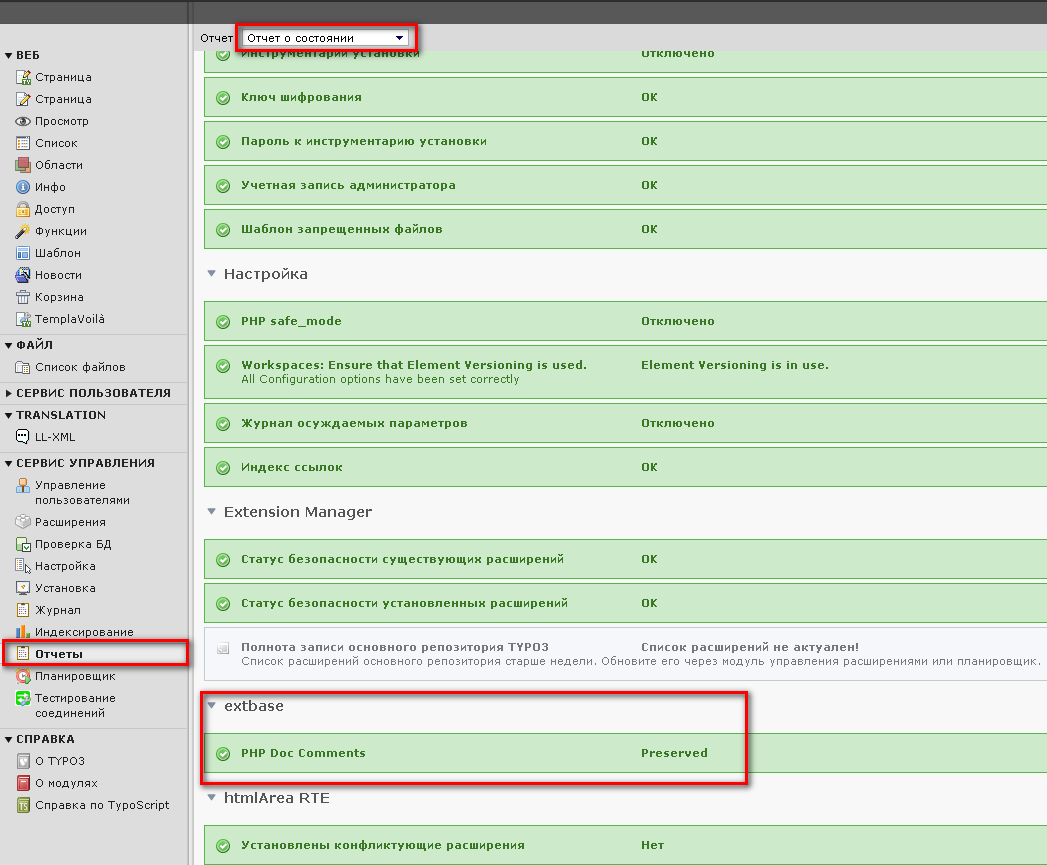 Отчет Отчет о состоянии
ВЕБ
Страница
Страница
Просмотр
Список
Области
Инфо
Доступ
Функции
Шаблон
Новости
Корзина
TemplaVoilà
ФАЙЛ
Список файлов
СЕРВИС ПОЛЬЗОВАТЕЛЯ
TRANSLATION
LL-XML
СЕРВИС УПРАВЛЕНИЯ
Управление
пользователями
Расширения
Проверка БД
Настройка
Установка
Журнал
Индексирование
Отчеты
Планировщик
Тестирование
соединений
СПРАВКА
О TYPO3
О модулях
Справка по TypoScript
Инструментарий установки Отключено
Ключ шифрования OK
Пароль к инструментарию установки OK
Учетная запись администратора OK
Шаблон запрещенных файлов OK
Настройка
PHP safe_mode Отключено
Workspaces: Ensure that Element Versioning is used. Element Versioning is in use.
All Configuration options have been set correctly
Журнал осуждаемых параметров Отключено
Индекс ссылок OK
Extension Manager
Статус безопасности существующих расширений OK
Статус безопасности установленных расширений OK
Полнота записи основного репозитория TYPO3 Список расширений не актуален!
Список расширений основного репозитория старше недели. Обновите его через модуль управления расширениями или планировщик.
extbase
PHP Doc Comments Preserved
htmlArea RTE
Установлены конфликтующие расширения Нет